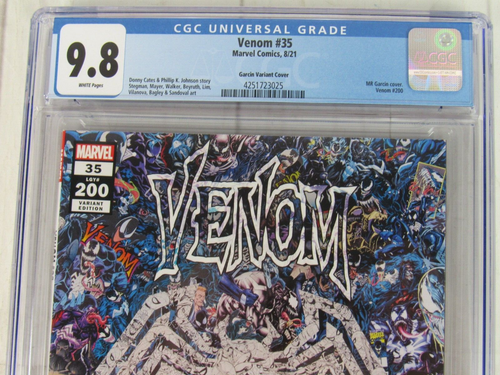 CGC UNIVERSAL GRADE
9.8
WHITE Pages
Venom #35
Marvel Comics, 8/21
Garcin Variant Cover
Donny Cates & Phillip K. Johnson story
Stegman, Mayer, Walker, Beyruth, Lim,
Vilanova, Bagley & Sandoval art
4251723025
MR Garcin cover
Venom #200
CGC
MARVEL
35
LGY#
200
VARIANT
EDITION
VENOM
VENOM